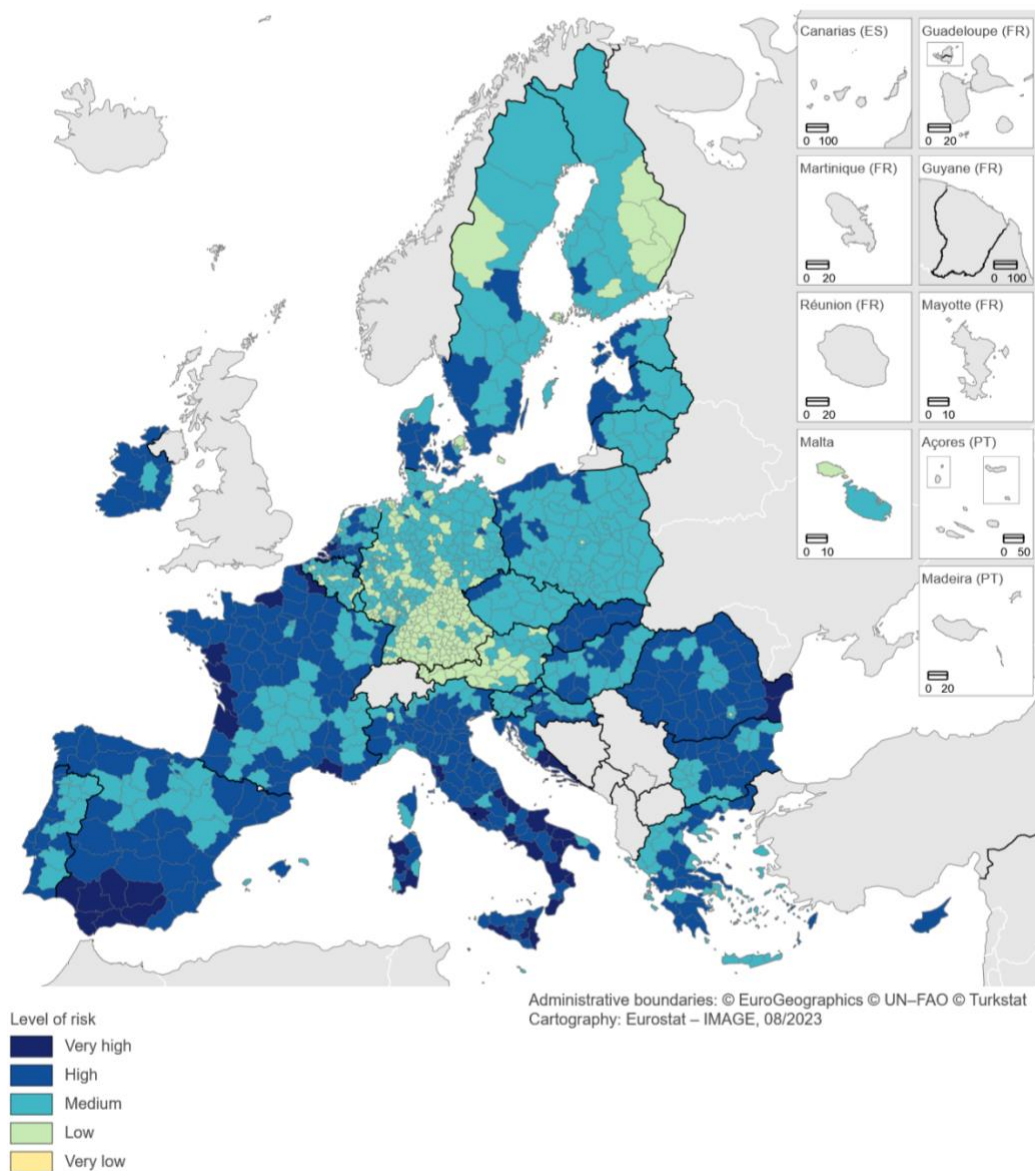 Canarias (ES)
0 100
Guadeloupe (FR)
0 20
Martinique (FR)
0 20
Guyane (FR)
0 100
Réunion (FR)
0 20
Mayotte (FR)
0 10
Malta
0 10
Açores (PT)
0 50
Madeira (PT)
0 20
Administrative boundaries: © EuroGeographics © UN–FAO © Turkstat
Cartography: Eurostat – IMAGE, 08/2023
Level of risk
Very high
High
Medium
Low
Very low